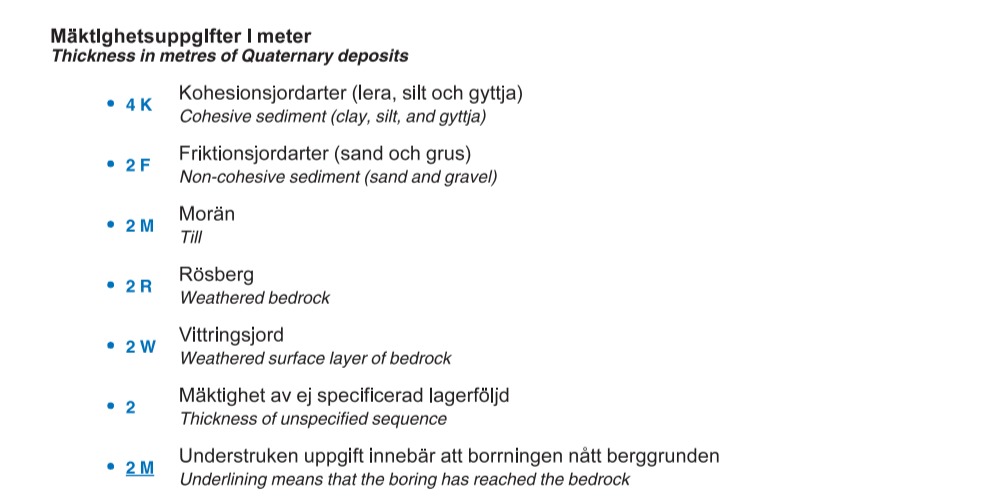 Mäktighetsuppgifter i meter
Thickness in metres of Quaternary deposits
• 4 K Kohesionsjordarter (lera, silt och gyttja)
Cohesive sediment (clay, silt, and gyttja)
• 2 F Friktionsjordarter (sand och grus)
Non-cohesive sediment (sand and gravel)
• 2 M Morän
Till
• 2 R Rösberg
Weathered bedrock
• 2 W Vittringsjord
Weathered surface layer of bedrock
• 2 Mäktighet av ej specificerad lagerföljd
Thickness of unspecified sequence
• 2 M Understruken uppgift innebär att borrningen nått berggrunden
Underlining means that the boring has reached the bedrock